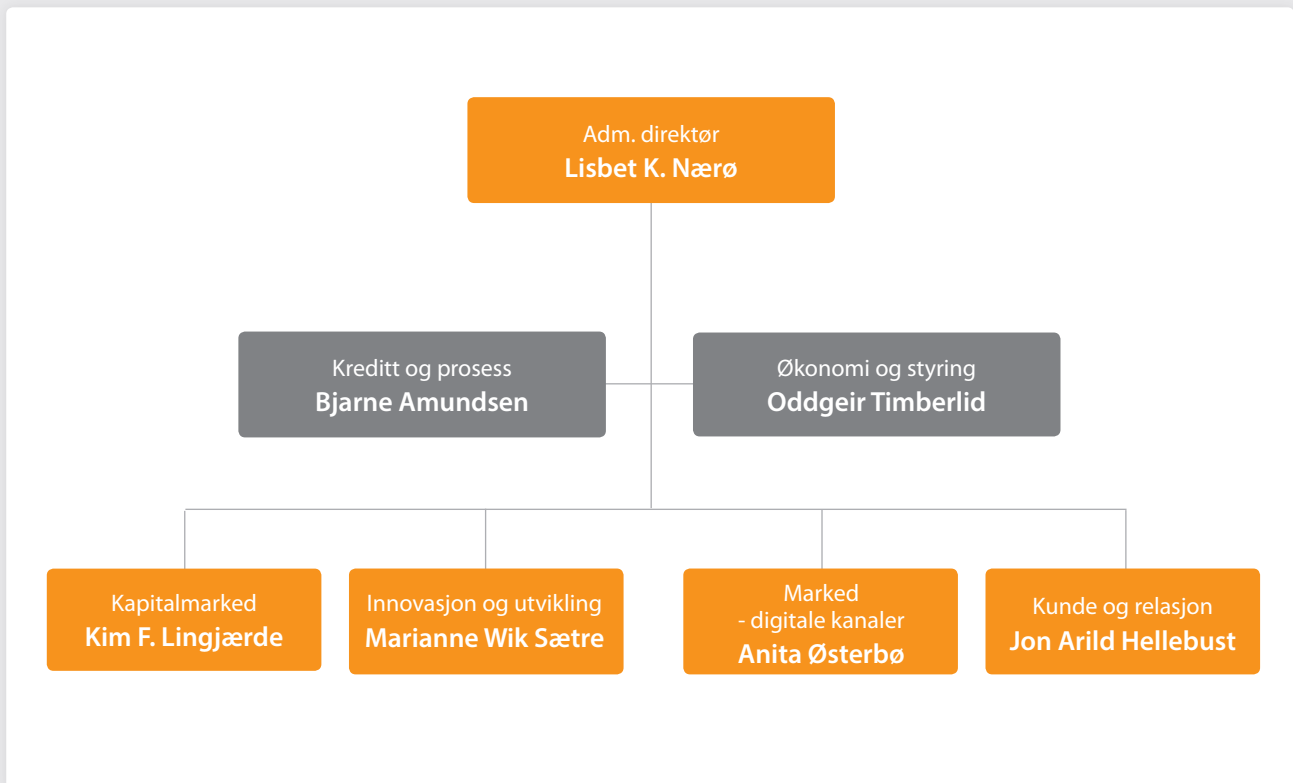 Adm. direktør
Lisbet K. Nærø
Kreditt og prosess
Bjarne Amundsen
Økonomi og styring
Oddgeir Timberlid
Kapitalmarked
Kim F. Lingjærde
Innovasjon og utvikling
Marianne Wik Sætre
Marked
- digitale kanaler
Anita Østerbø
Kunde og relasjon
Jon Arild Hellebust